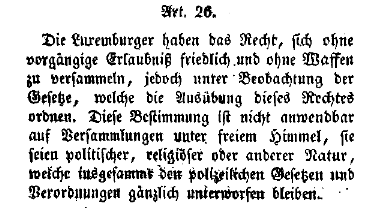 Art. 26.
Die Luxemburger haben das Recht, sich ohne
vorgängige Erlaubniß friedlich und ohne Waffen
zu versammeln, jedoch unter Beobachtung der
Gesetze, welche die Ausübung dieses Rechtes
ordnen. Diese Bestimmung ist nicht anwendbar
auf Versammlungen unter freiem Himmel, sie
seien politischer, religiöser oder anderer Natur,
welche insgesammt den polizeilichen Gesetzen und
Verordnungen gänzlich unterworfen bleiben.